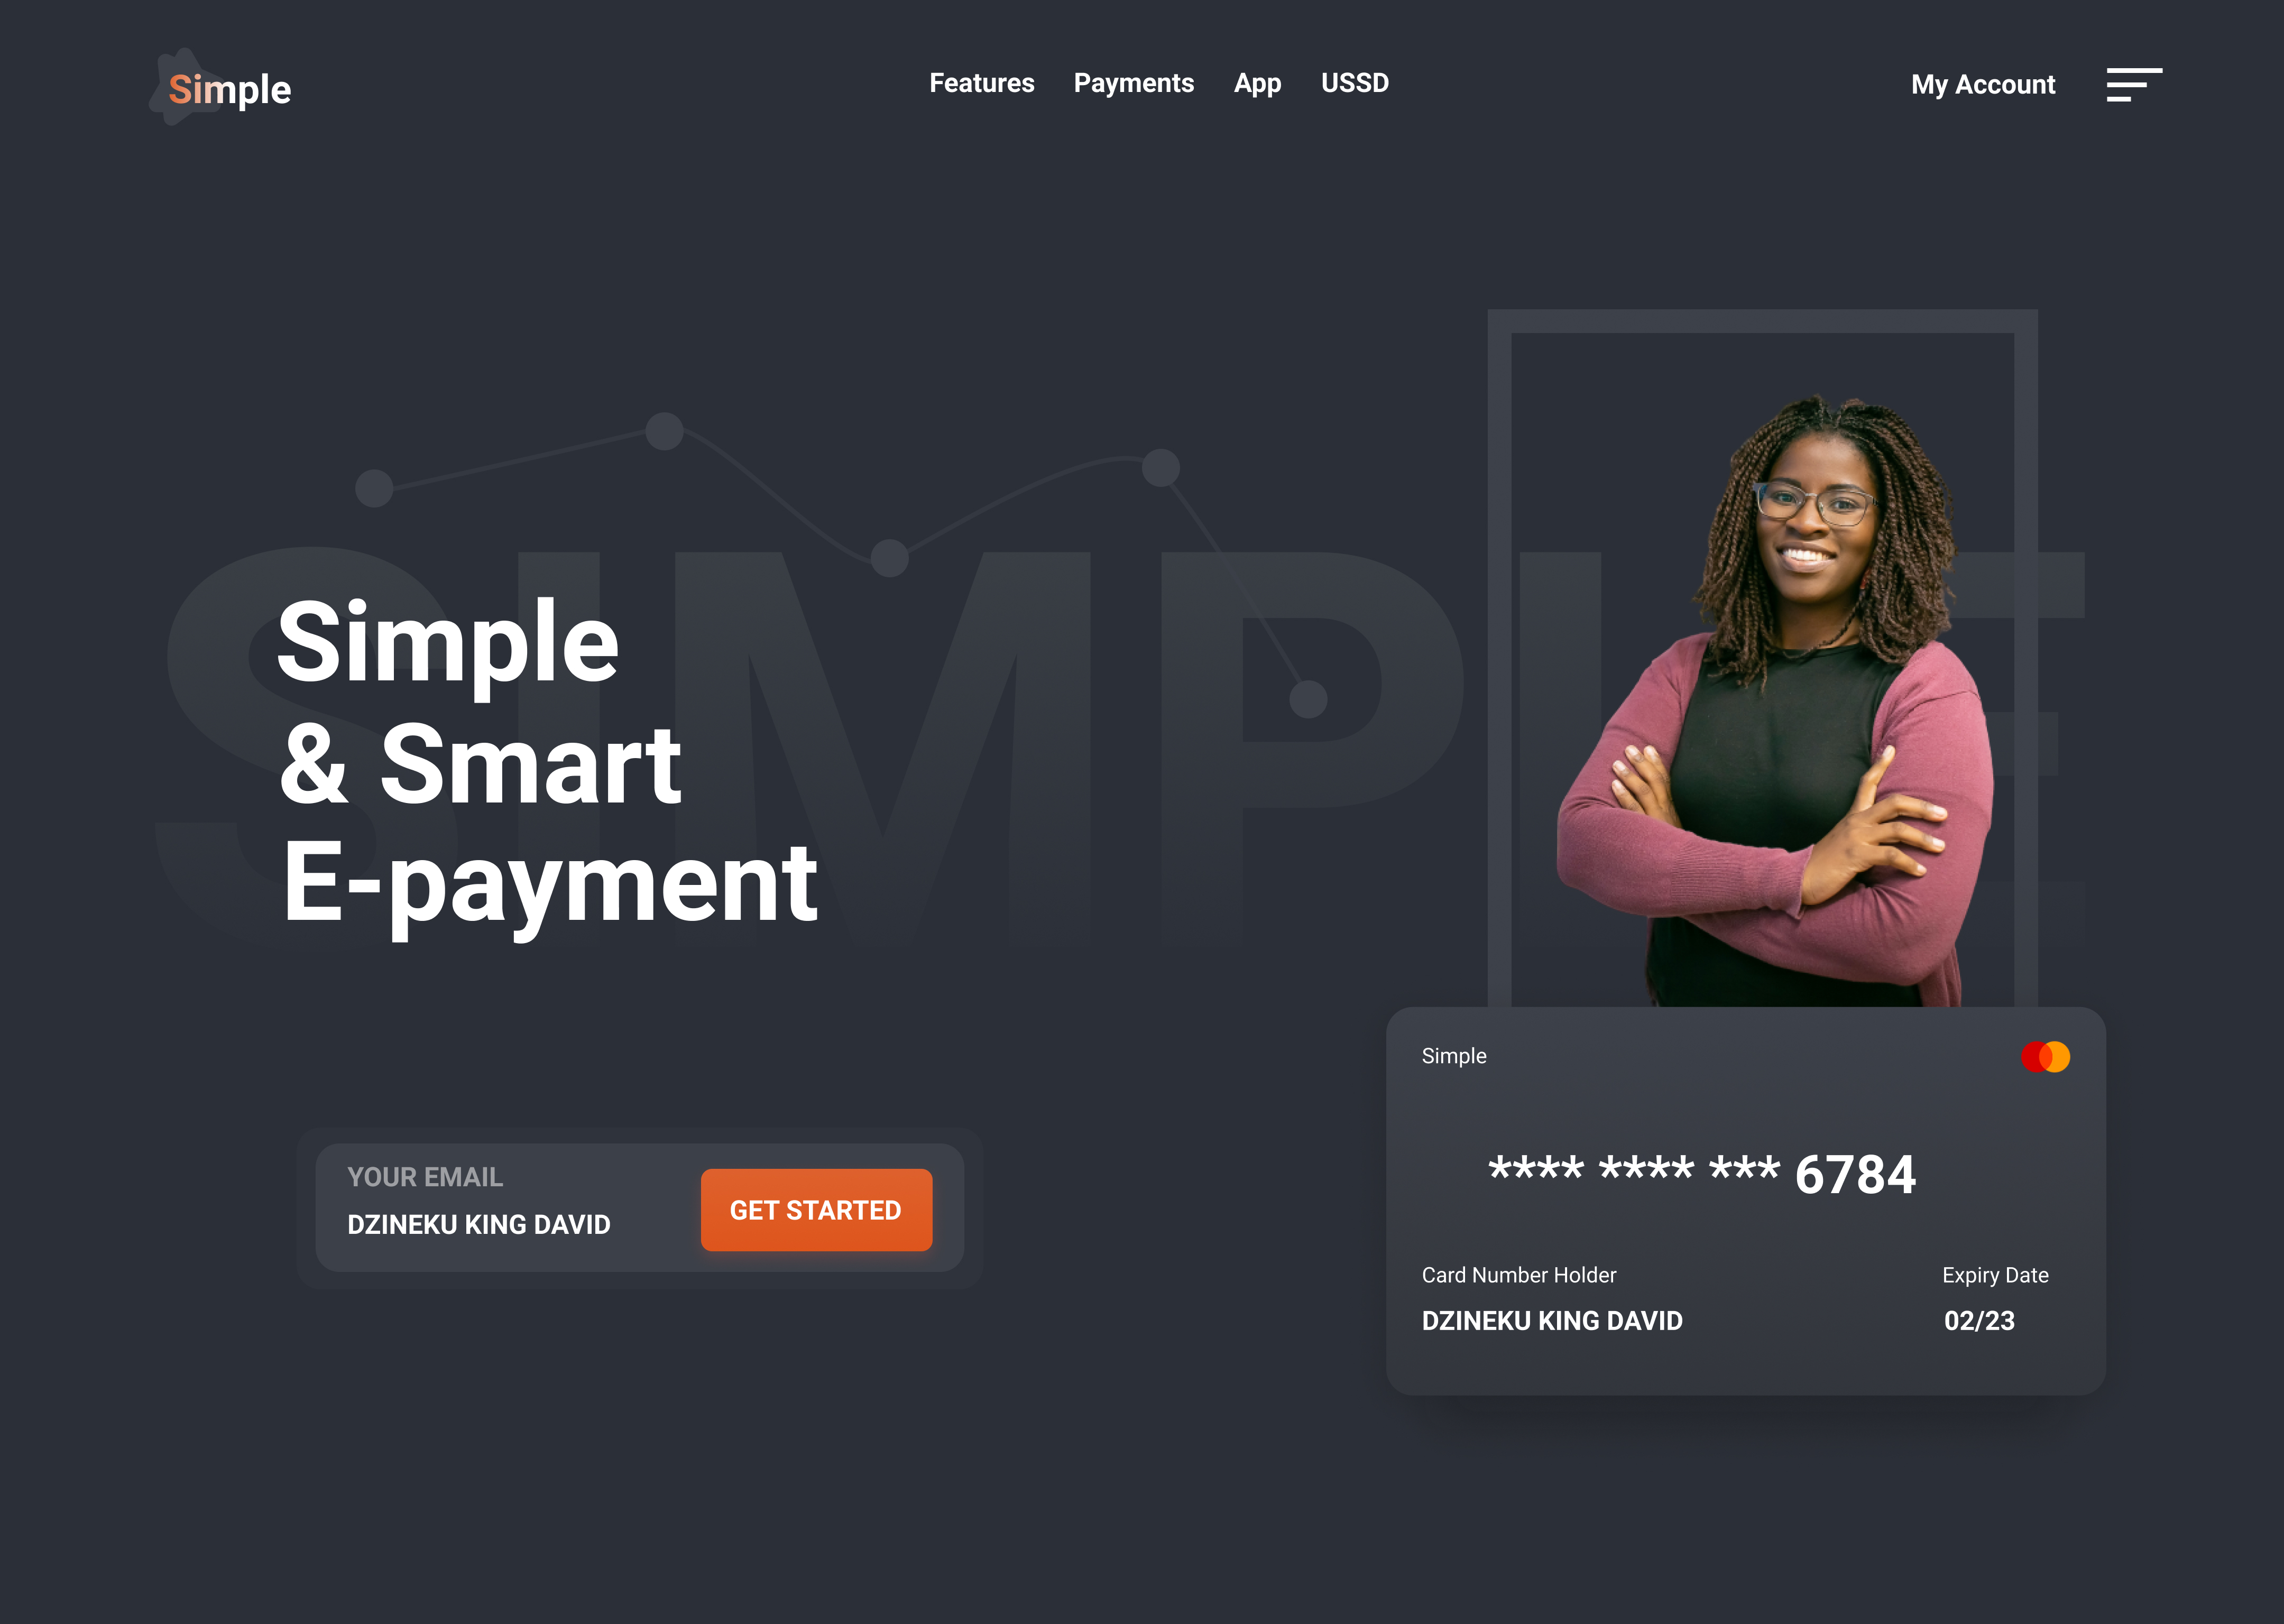 Simple
Features Payments App USSD
My Account
SIMPLE
Simple
& Smart
E-payment
YOUR EMAIL
DZINEKU KING DAVID
GET STARTED
Simple
**** **** *** 6784
Card Number Holder
Expiry Date
DZINEKU KING DAVID
02/23